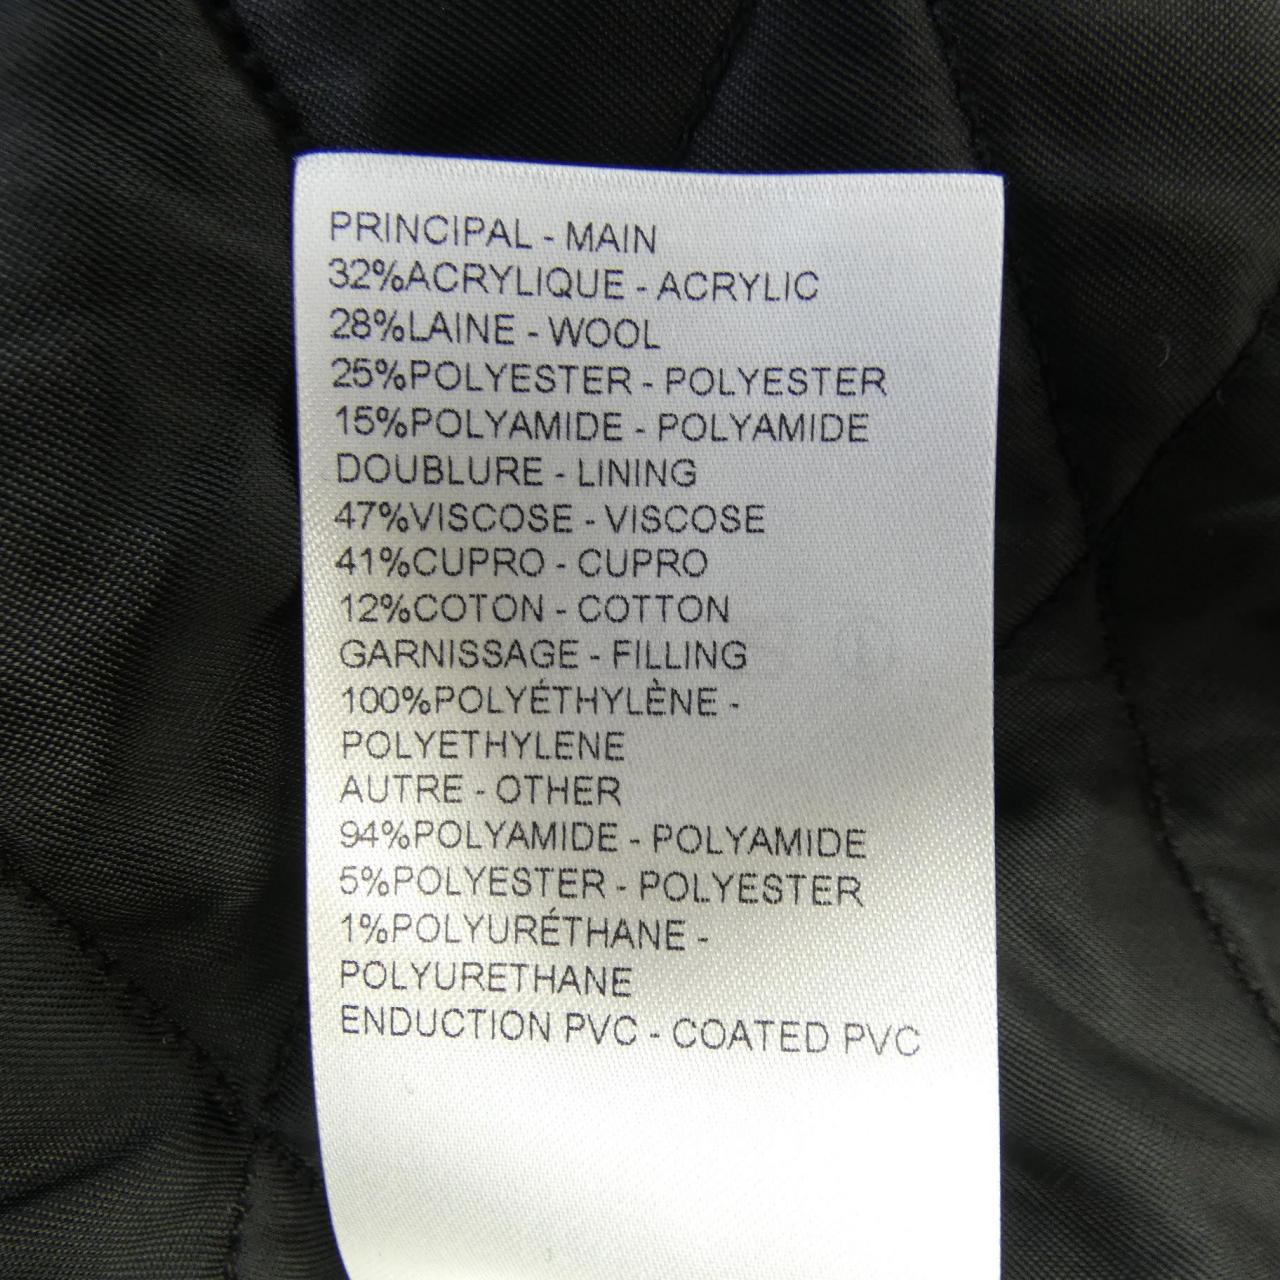 PRINCIPAL - MAIN
32%ACRYLIQUE - ACRYLIC
28%LAINE - WOOL
25%POLYESTER - POLYESTER
15%POLYAMIDE - POLYAMIDE
DOUBLURE - LINING
47%VISCOSE - VISCOSE
41%CUPRO - CUPRO
12%COTON - COTTON
GARNISSAGE - FILLING
100%POLYÉTHYLÈNE -
POLYETHYLENE
AUTRE - OTHER
94%POLYAMIDE - POLYAMIDE
5%POLYESTER - POLYESTER
1%POLYURÉTHANE -
POLYURETHANE
ENDUCTION PVC - COATED PVC